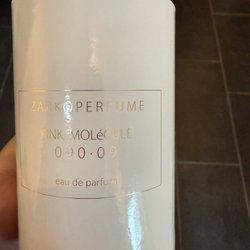 ZARKOPERFUME
PINK MOLéCULE
090·09
eau de parfum